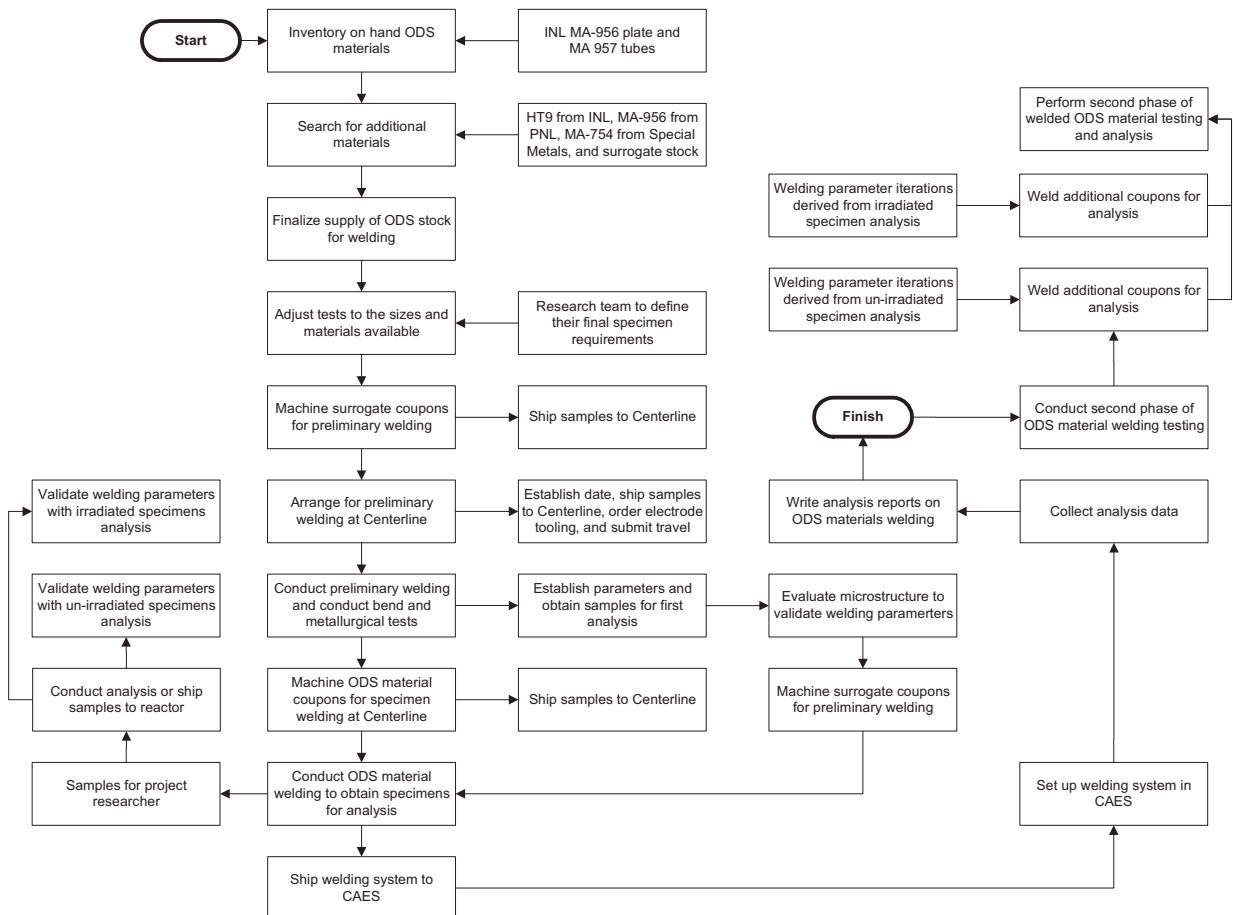 Start
Inventory on hand ODS
materials
INL MA-956 plate and
MA 957 tubes
Search for additional
materials
HT9 from INL, MA-956 from
PNL, MA-754 from Special
Metals, and surrogate stock
Perform second phase of
welded ODS material testing
and analysis
Finalize supply of ODS stock
for welding
Welding parameter iterations
derived from irradiated
specimen analysis
Weld additional coupons for
analysis
Adjust tests to the sizes and
materials available
Research team to define
their final specimen
requirements
Welding parameter iterations
derived from un-irradiated
specimen analysis
Weld additional coupons for
analysis
Machine surrogate coupons
for preliminary welding
Ship samples to Centerline
Finish
Conduct second phase of
ODS material welding testing
Validate welding parameters
with irradiated specimens
analysis
Arrange for preliminary
welding at Centerline
Establish date, ship samples
to Centerline, order electrode
tooling, and submit travel
Write analysis reports on
ODS materials welding
Collect analysis data
Validate welding parameters
with un-irradiated specimens
analysis
Conduct preliminary welding
and conduct bend and
metallurgical tests
Establish parameters and
obtain samples for first
analysis
Evaluate microstructure to
validate welding paramerters
Conduct analysis or ship
samples to reactor
Machine ODS material
coupons for specimen
welding at Centerline
Ship samples to Centerline
Machine surrogate coupons
for preliminary welding
Samples for project
researcher
Conduct ODS material
welding to obtain specimens
for analysis
Set up welding system in
CAES
Ship welding system to
CAES